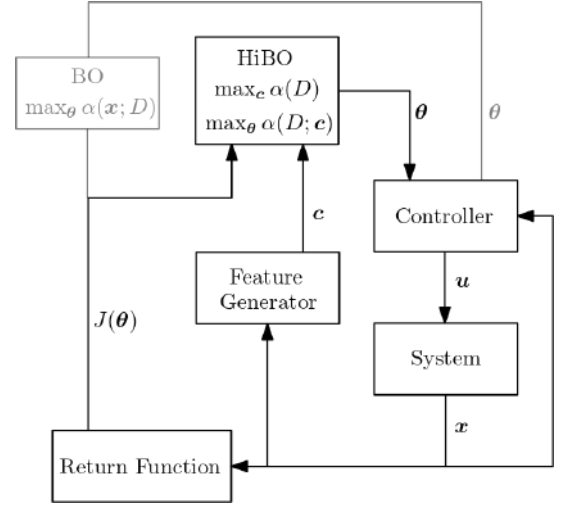 BO
max_θ α(x; D)
HiBO
max_c α(D)
max_θ α(D; c)
θ
θ
Controller
c
Feature
Generator
u
J(θ)
System
x
Return Function